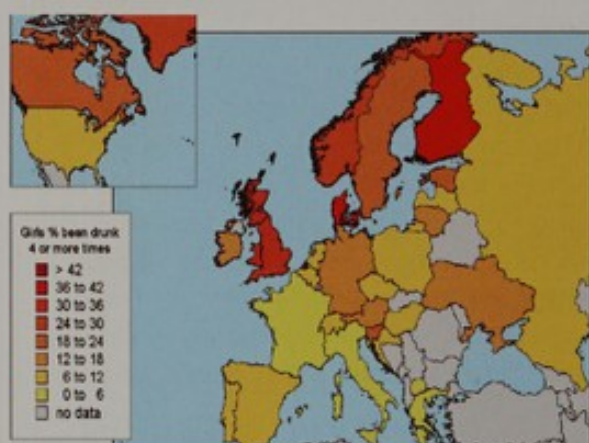 Girls % been drunk
4 or more times
> 42
36 to 42
30 to 36
24 to 30
18 to 24
12 to 18
6 to 12
0 to 6
no data